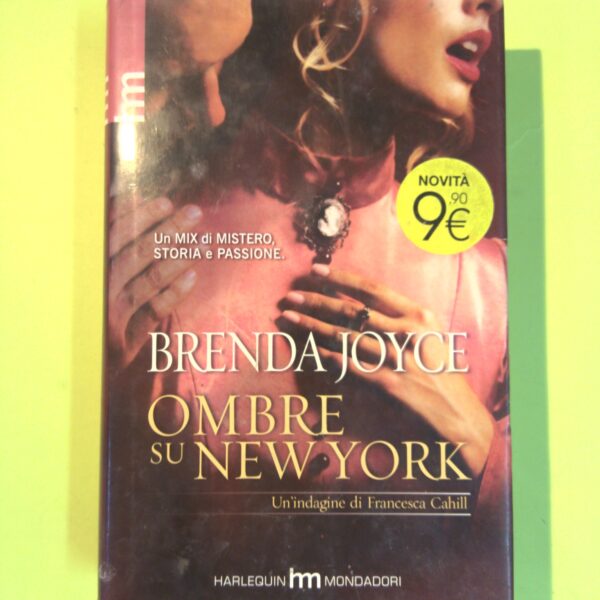 hm
NOVITÀ
9,90 €
Un MIX di MISTERO,
STORIA e PASSIONE.
BRENDA JOYCE
OMBRE
SU NEW YORK
Un'indagine di Francesca Cahill
HARLEQUIN hm MONDADORI